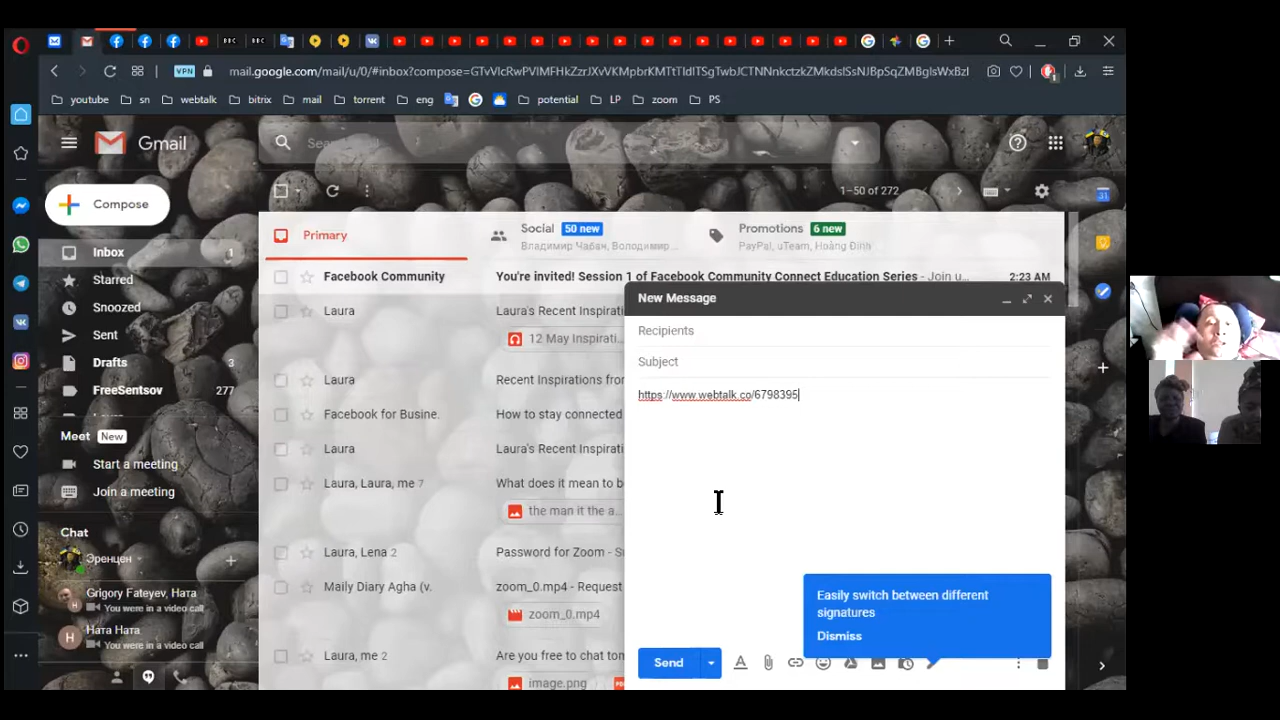 VPN
mail.google.com/mail/u/0/#inbox?compose=
youtube
sn
webtalk
bitrix
mail
torrent
eng
potential
LP
zoom
PS
Gmail
Compose
1–50 of 272
Inbox 1
Starred
Snoozed
Sent
Drafts 3
FreeSentsov 277
Meet New
Start a meeting
Join a meeting
Chat
Эренцен
Grigory Fateyev, Ната
You were in a video call
H Ната Ната
You were in a video call
Primary
Social 50 new
Владимир Чабан, Володимир ...
Promotions 6 new
PayPal, uTeam, Hoàng Đình
Facebook Community You're invited! Session 1 of Facebook Community Connect Education Series - Join u... 2:23 AM
Laura Laura's Recent Inspirati
12 May Inspirati...
Laura Recent Inspirations from
Facebook for Busine. How to stay connected
Laura Laura's Recent Inspirati
Laura, Laura, me 7 What does it mean to b
the man it the a...
Laura, Lena 2 Password for Zoom - Su
Maily Diary Agha (v. zoom_0.mp4 - Request
zoom_0.mp4
Laura, me 2 Are you free to chat tom
image.png
New Message
Recipients
Subject
https://www.webtalk.co/6798395
Easily switch between different
signatures
Dismiss
Send